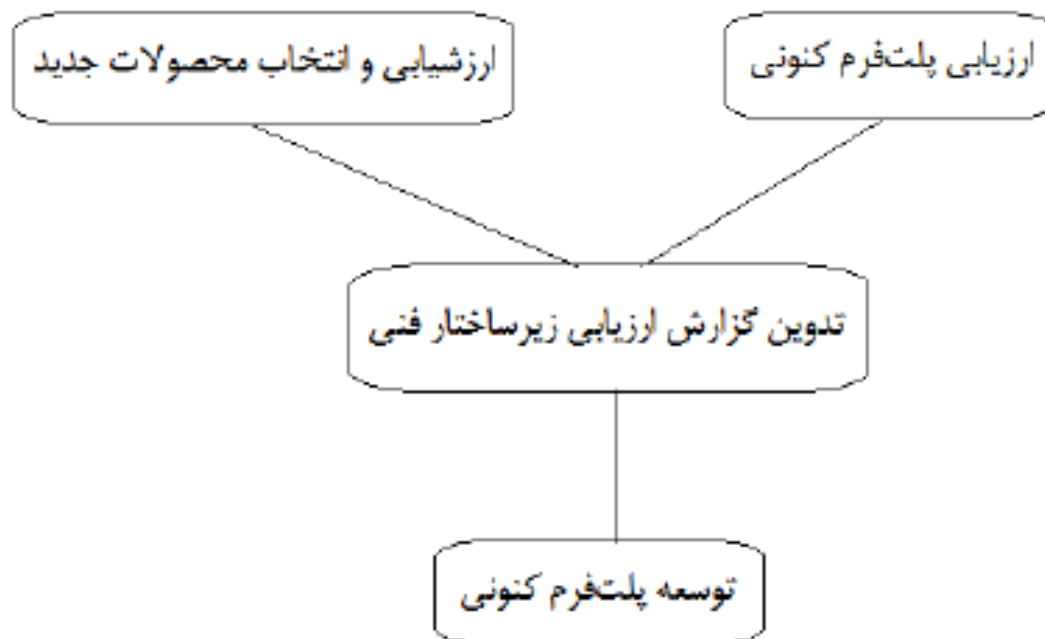 ارزیابی پلت‌فرم کنونی
ارزشیابی و انتخاب محصولات جدید
تدوین گزارش ارزیابی زیرساختار فنی
توسعه پلت‌فرم کنونی